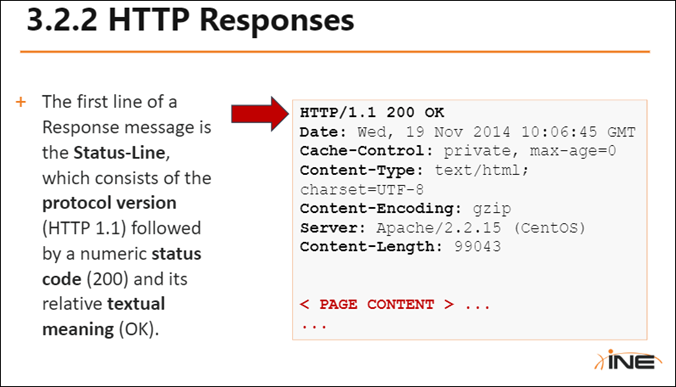 3.2.2 HTTP Responses
+ The first line of a
Response message is
the Status-Line,
which consists of the
protocol version
(HTTP 1.1) followed
by a numeric status
code (200) and its
relative textual
meaning (OK).
HTTP/1.1 200 OK
Date: Wed, 19 Nov 2014 10:06:45 GMT
Cache-Control: private, max-age=0
Content-Type: text/html;
charset=UTF-8
Content-Encoding: gzip
Server: Apache/2.2.15 (CentOS)
Content-Length: 99043
< PAGE CONTENT > ...
...
INE